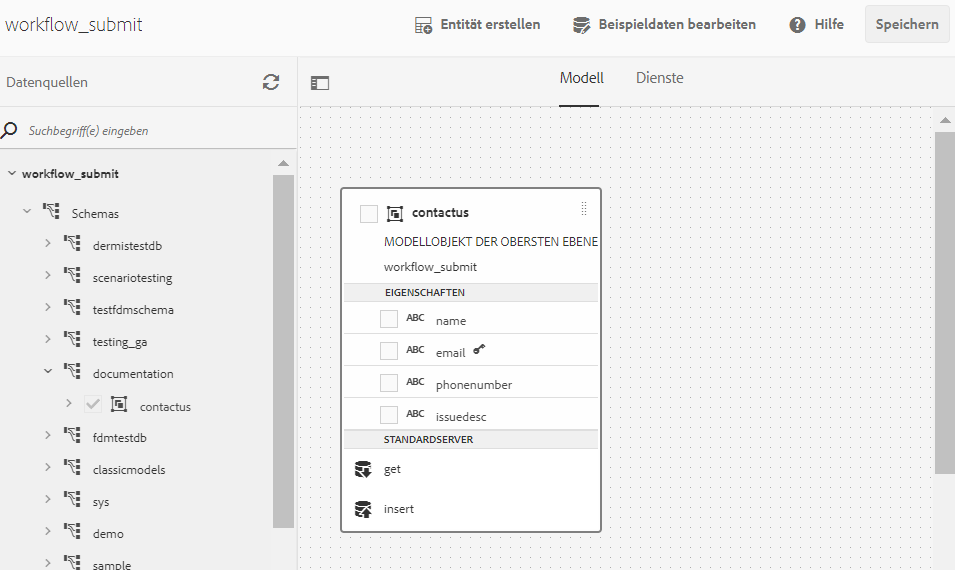 workflow_submit
Entität erstellen
Beispieldaten bearbeiten
Hilfe
Speichern
Datenquellen
Modell
Dienste
Suchbegriff(e) eingeben
workflow_submit
Schemas
dermistestdb
scenariotesting
testfdmschema
testing_ga
documentation
contactus
fdmtestdb
classicmodels
sys
demo
sample
contactus
MODELLOBJEKT DER OBERSTEN EBENE
workflow_submit
EIGENSCHAFTEN
ABC name
ABC email
ABC phonenumber
ABC issuedesc
STANDARDSERVER
get
insert